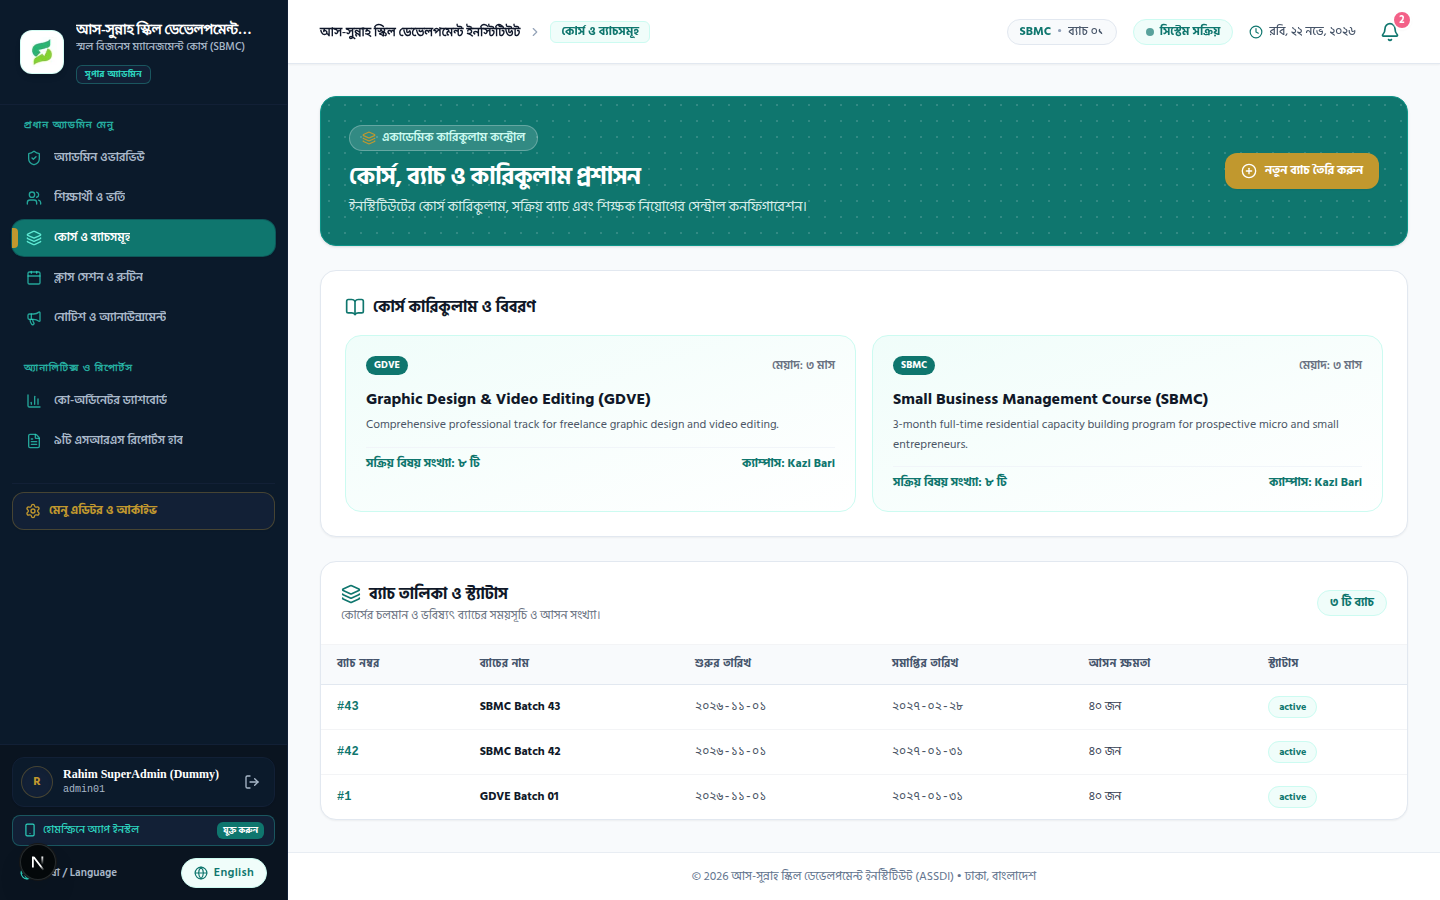 আস-সুন্নাহ স্কিল ডেভেলপমেন্ট...
স্মল বিজনেস ম্যানেজমেন্ট কোর্স (SBMC)
সুপার অ্যাডমিন
প্রধান অ্যাডমিন মেনু
অ্যাডমিন ওভারভিউ
শিক্ষার্থী ও ভর্তি
কোর্স ও ব্যাচসমূহ
ক্লাস সেশন ও রুটিন
নোটিশ ও অ্যানাউন্সমেন্ট
অ্যানালিটিক্স ও রিপোর্টস
কো-অর্ডিনেটর ড্যাশবোর্ড
৯টি এসআরএস রিপোর্টস হাব
মেনু এডিটর ও আর্কাইভ
R
Rahim SuperAdmin (Dummy)
admin01
হোমস্ক্রিনে অ্যাপ ইনস্টল
যুক্ত করুন
N
/ Language
English
আস-সুন্নাহ স্কিল ডেভেলপমেন্ট ইনস্টিটিউট
কোর্স ও ব্যাচসমূহ
SBMC • ব্যাচ ০১
সিস্টেম সক্রিয়
রবি, ২২ নভে, ২০২৬
2
একাডেমিক কারিকুলাম কন্ট্রোল
কোর্স, ব্যাচ ও কারিকুলাম প্রশাসন
ইনস্টিটিউটের কোর্স কারিকুলাম, সক্রিয় ব্যাচ এবং শিক্ষক নিয়োগের সেন্ট্রাল কনফিগারেশন।
নতুন ব্যাচ তৈরি করুন
কোর্স কারিকুলাম ও বিবরণ
GDVE
মেয়াদ: ৩ মাস
Graphic Design & Video Editing (GDVE)
Comprehensive professional track for freelance graphic design and video editing.
সক্রিয় বিষয় সংখ্যা: ৮ টি
ক্যাম্পাস: Kazi Bari
SBMC
মেয়াদ: ৩ মাস
Small Business Management Course (SBMC)
3-month full-time residential capacity building program for prospective micro and small
entrepreneurs.
সক্রিয় বিষয় সংখ্যা: ৮ টি
ক্যাম্পাস: Kazi Bari
ব্যাচ তালিকা ও স্ট্যাটাস
কোর্সের চলমান ও ভবিষ্যৎ ব্যাচের সময়সূচি ও আসন সংখ্যা।
৩ টি ব্যাচ
ব্যাচ নম্বর ব্যাচের নাম শুরুর তারিখ সমাপ্তির তারিখ আসন ক্ষমতা স্ট্যাটাস
#43 SBMC Batch 43 ২০২৬-১১-০১ ২০২৭-০২-২৮ ৪০ জন active
#42 SBMC Batch 42 ২০২৬-১১-০১ ২০২৭-০১-৩১ ৪০ জন active
#1 GDVE Batch 01 ২০২৬-১১-০১ ২০২৭-০১-৩১ ৪০ জন active
© 2026 আস-সুন্নাহ স্কিল ডেভেলপমেন্ট ইনস্টিটিউট (ASSDI) • ঢাকা, বাংলাদেশ